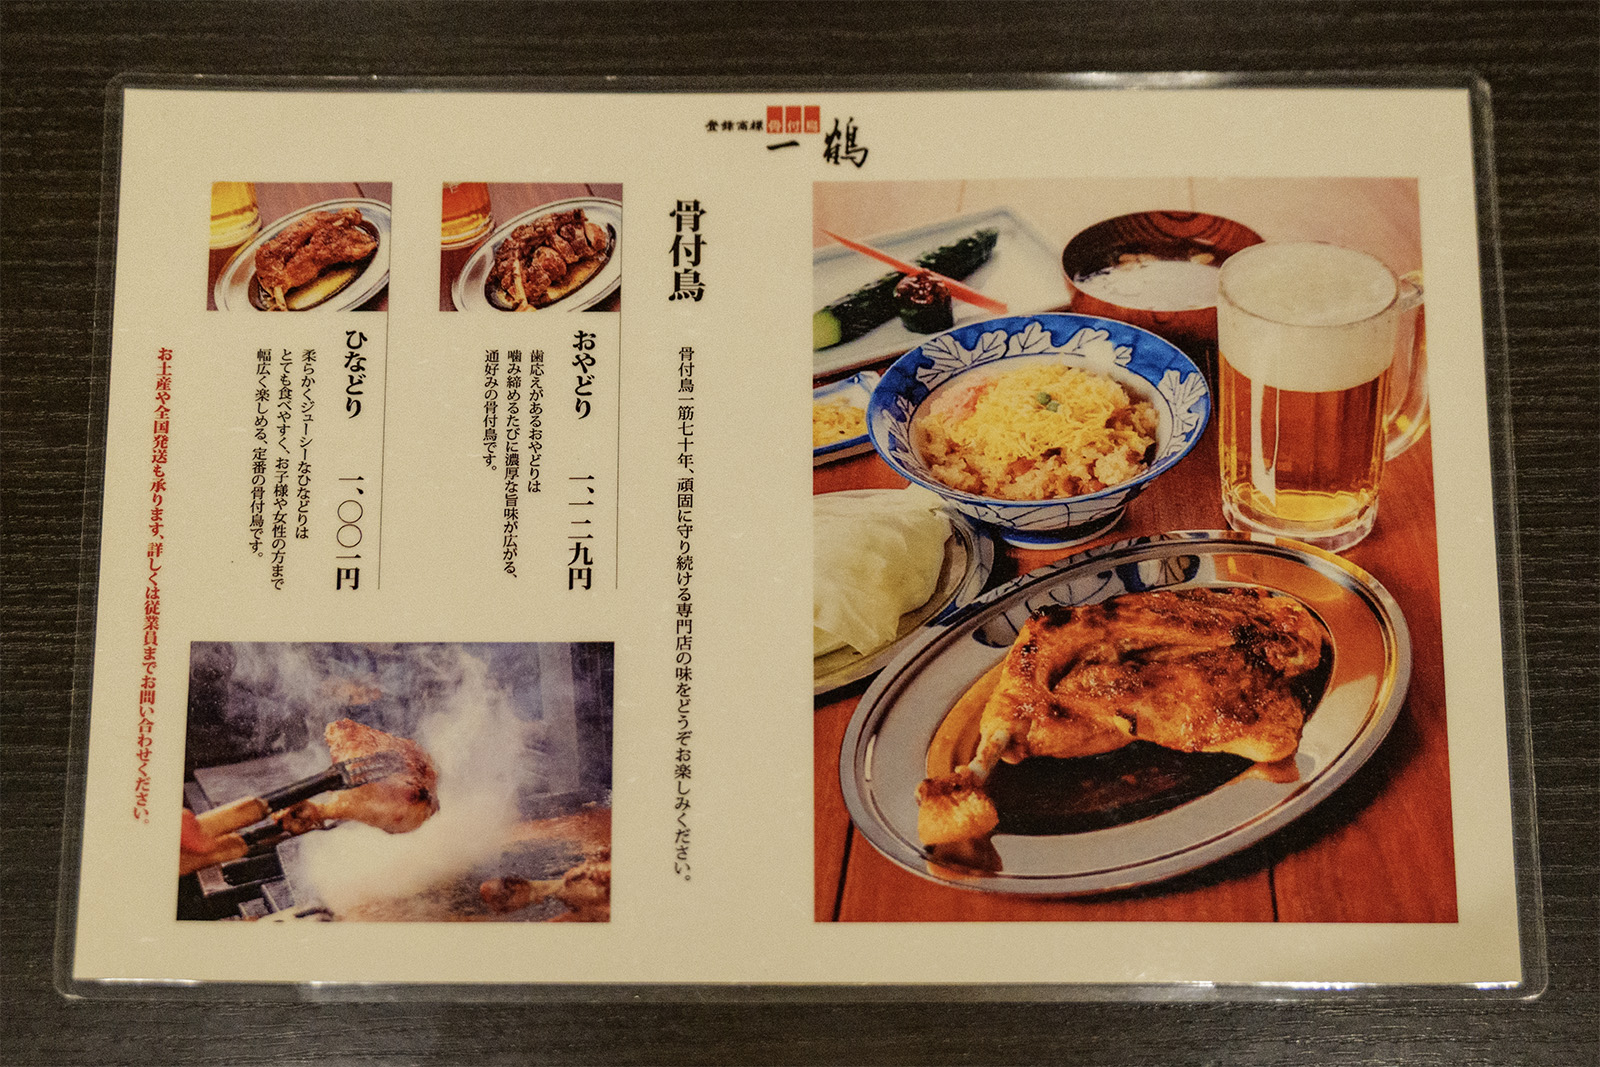 登録商標 骨付鳥
一鶴
骨付鳥
骨付鳥一筋七十年、頑固に守り続ける専門店の味をどうぞお楽しみください。
おやどり 一、一二九円
歯応えがあるおやどりは
噛み締めるたびに濃厚な旨味が広がる、
通好みの骨付鳥です。
ひなどり 一、〇〇一円
柔らかくジューシーなひなどりは
とても食べやすく、お子様や女性の方まで
幅広く楽しめる、定番の骨付鳥です。
お土産や全国発送も承ります、詳しくは従業員までお問い合わせください。